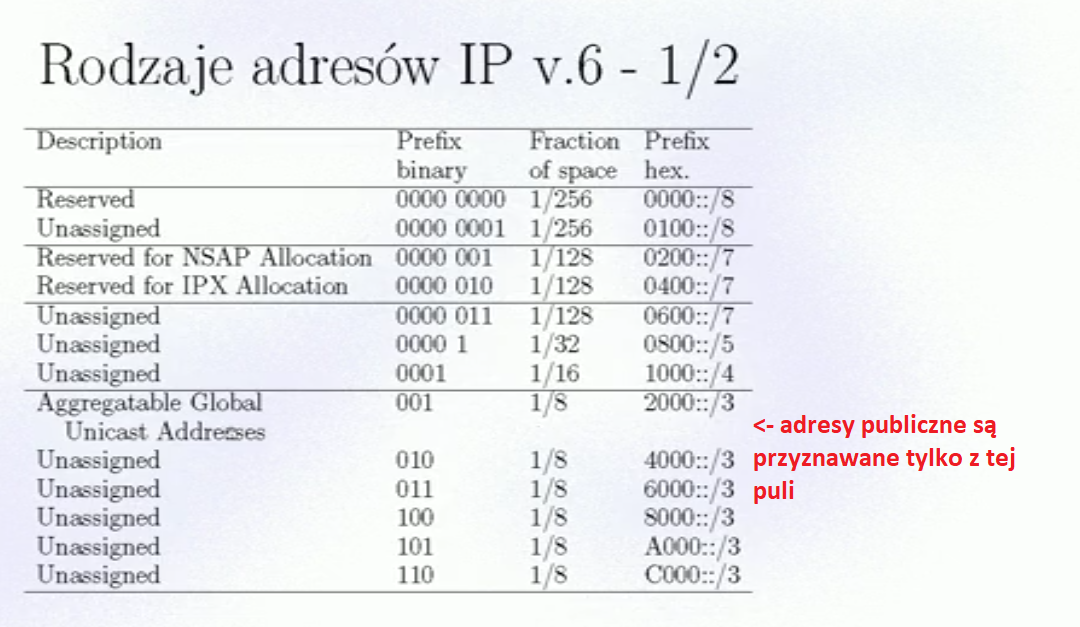 Rodzaje adresów IP v.6 - 1/2
Description Prefix Fraction Prefix
binary of space hex.
Reserved 0000 0000 1/256 0000::/8
Unassigned 0000 0001 1/256 0100::/8
Reserved for NSAP Allocation 0000 001 1/128 0200::/7
Reserved for IPX Allocation 0000 010 1/128 0400::/7
Unassigned 0000 011 1/128 0600::/7
Unassigned 0000 1 1/32 0800::/5
Unassigned 0001 1/16 1000::/4
Aggregatable Global 001 1/8 2000::/3
Unicast Addresses
<- adresy publiczne są
przyznawane tylko z tej
puli
Unassigned 010 1/8 4000::/3
Unassigned 011 1/8 6000::/3
Unassigned 100 1/8 8000::/3
Unassigned 101 1/8 A000::/3
Unassigned 110 1/8 C000::/3